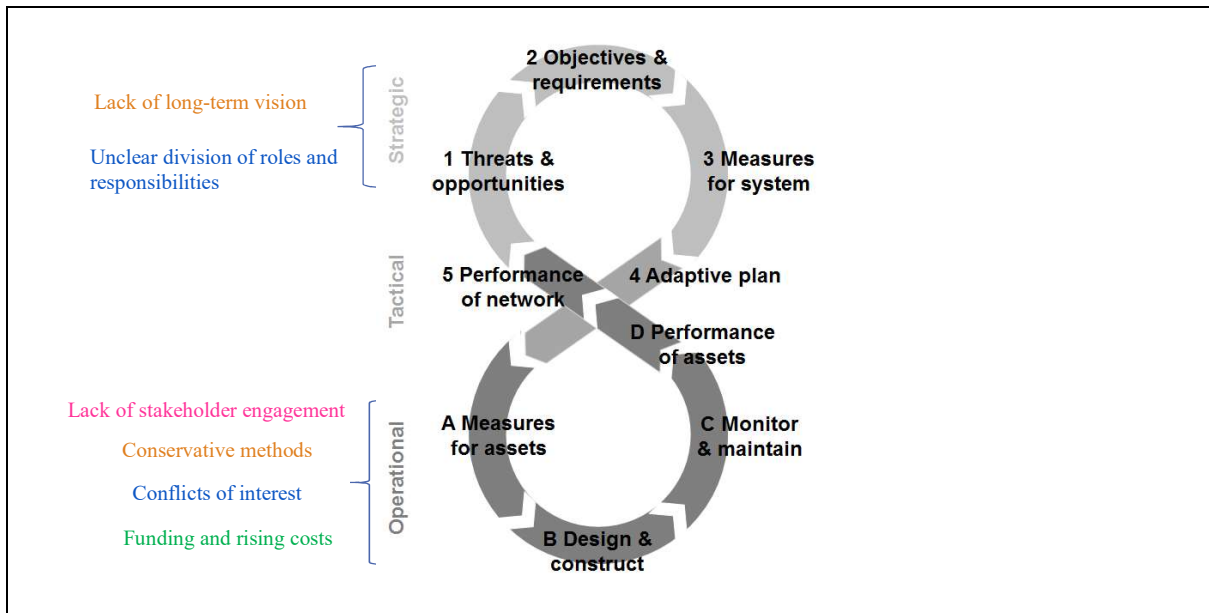 Strategic
Lack of long-term vision
Unclear division of roles and
responsibilities
2 Objectives &
requirements
1 Threats &
opportunities
3 Measures
for system
Tactical
5 Performance
of network
4 Adaptive plan
D Performance
of assets
Operational
Lack of stakeholder engagement
Conservative methods
Conflicts of interest
Funding and rising costs
A Measures
for assets
C Monitor
& maintain
B Design &
construct